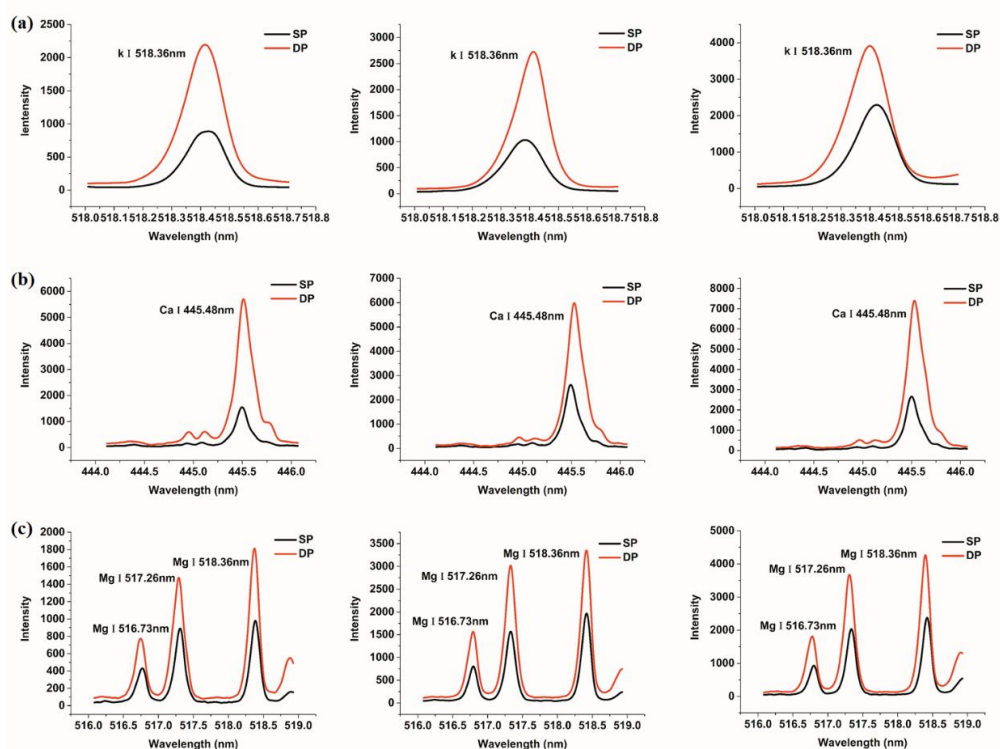 (a)
2500
2000
1500
1000
500
0
Ientensity
k Ⅰ 518.36nm
SP
DP
518.0 518.1 518.2 518.3 518.4 518.5 518.6 518.7 518.8
Wavelength (nm)
3000
2500
2000
1500
1000
500
0
Intensity
k Ⅰ 518.36nm
SP
DP
518.0 518.1 518.2 518.3 518.4 518.5 518.6 518.7 518.8
Wavelength (nm)
4000
3000
2000
1000
0
Intensity
k Ⅰ 518.36nm
SP
DP
518.0 518.1 518.2 518.3 518.4 518.5 518.6 518.7 518.8
Wavelength (nm)
(b)
6000
5000
4000
3000
2000
1000
0
Intensity
Ca Ⅰ 445.48nm
SP
DP
444.0 444.5 445.0 445.5 446.0
Wavelength (nm)
7000
6000
5000
4000
3000
2000
1000
0
Intensity
Ca Ⅰ 445.48nm
SP
DP
444.0 444.5 445.0 445.5 446.0
Wavelength (nm)
8000
7000
6000
5000
4000
3000
2000
1000
0
Intensity
Ca Ⅰ 445.48nm
SP
DP
444.0 444.5 445.0 445.5 446.0
Wavelength (nm)
(c)
2000
1800
1600
1400
1200
1000
800
600
400
200
0
Intensity
Mg Ⅰ 518.36nm
Mg Ⅰ 517.26nm
Mg Ⅰ 516.73nm
SP
DP
516.0 516.5 517.0 517.5 518.0 518.5 519.0
Wavelength (nm)
3500
3000
2500
2000
1500
1000
500
0
Intensity
Mg Ⅰ 518.36nm
Mg Ⅰ 517.26nm
Mg Ⅰ 516.73nm
SP
DP
516.0 516.5 517.0 517.5 518.0 518.5 519.0
Wavelength (nm)
5000
4000
3000
2000
1000
0
Intensity
Mg Ⅰ 518.36nm
Mg Ⅰ 517.26nm
Mg Ⅰ 516.73nm
SP
DP
516.0 516.5 517.0 517.5 518.0 518.5 519.0
Wavelength (nm)